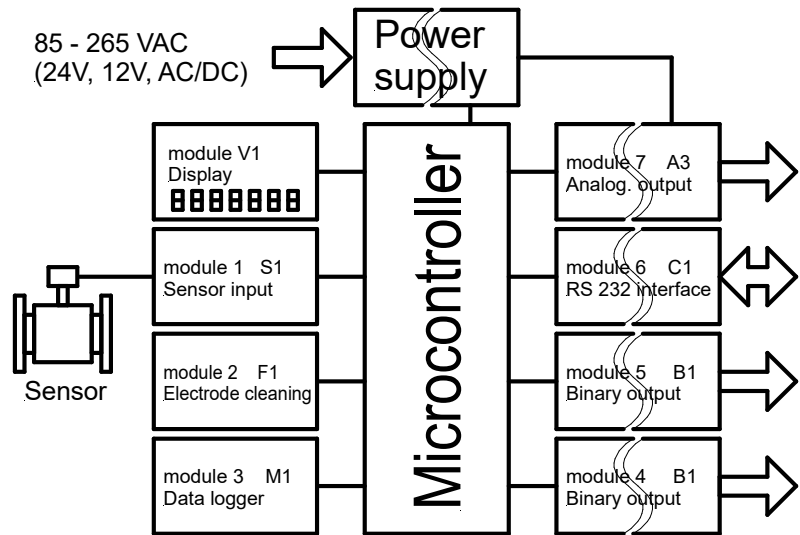 85 - 265 VAC
(24V, 12V, AC/DC)
Power
supply
module V1
Display
module 1 S1
Sensor input
Sensor
module 2 F1
Electrode cleaning
module 3 M1
Data logger
Microcontroller
module 7 A3
Analog. output
module 6 C1
RS 232 interface
module 5 B1
Binary output
module 4 B1
Binary output